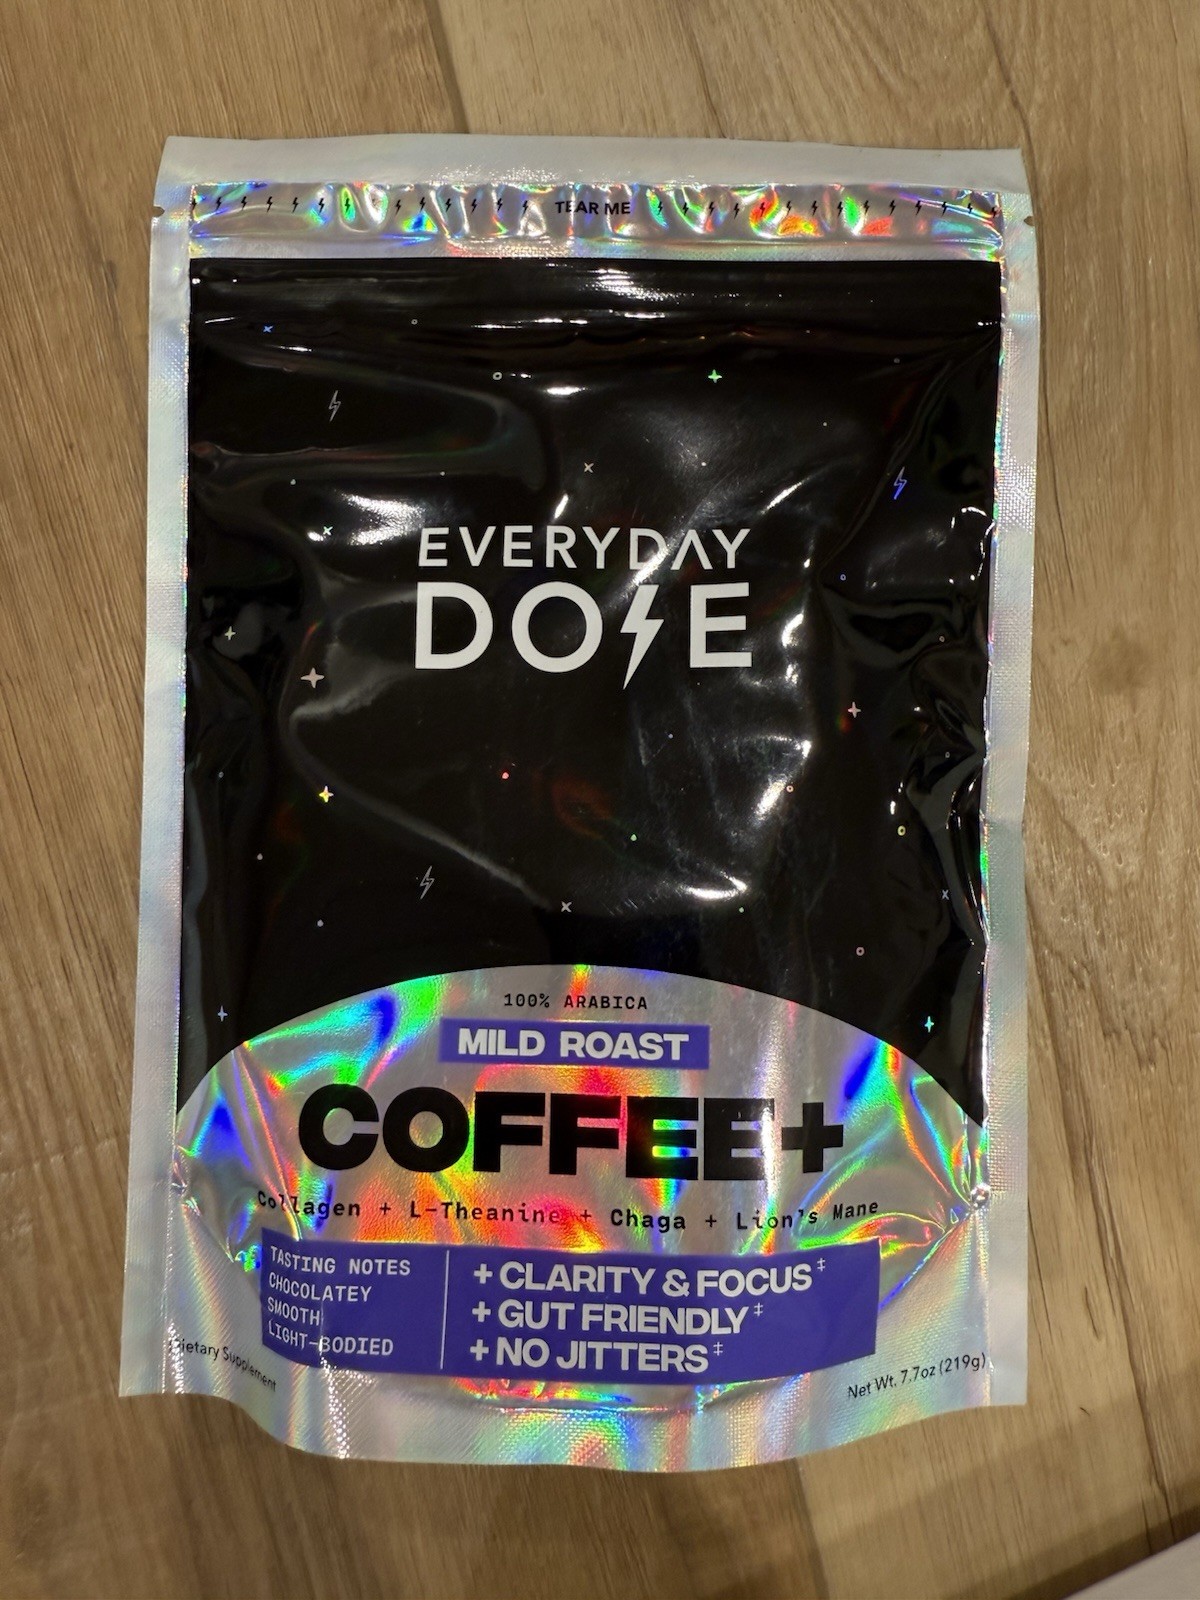 TEAR ME
EVERYDAY
DOSE
100% ARABICA
MILD ROAST
COFFEE+
Collagen + L-Theanine + Chaga + Lion's Mane
TASTING NOTES
CHOCOLATEY
SMOOTH
LIGHT-BODIED
+ CLARITY & FOCUS‡
+ GUT FRIENDLY‡
+ NO JITTERS‡
Dietary Supplement
Net Wt. 7.7oz (219g)